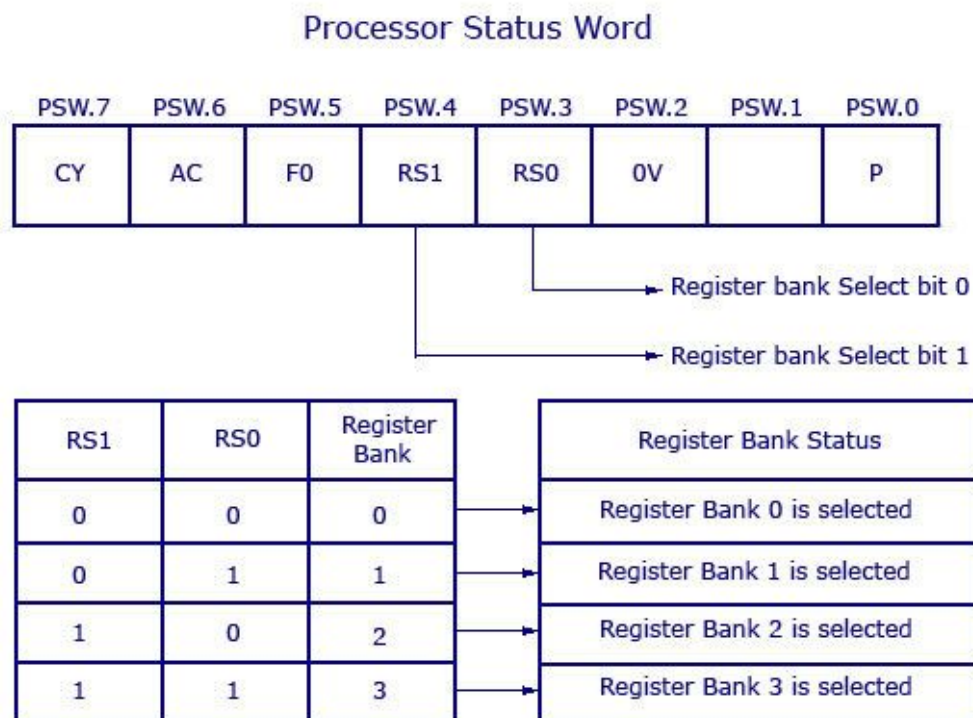 Processor Status Word
PSW.7 PSW.6 PSW.5 PSW.4 PSW.3 PSW.2 PSW.1 PSW.0
CY AC F0 RS1 RS0 0V P
Register bank Select bit 0
Register bank Select bit 1
RS1 RS0 Register Bank Register Bank Status
0 0 0 Register Bank 0 is selected
0 1 1 Register Bank 1 is selected
1 0 2 Register Bank 2 is selected
1 1 3 Register Bank 3 is selected